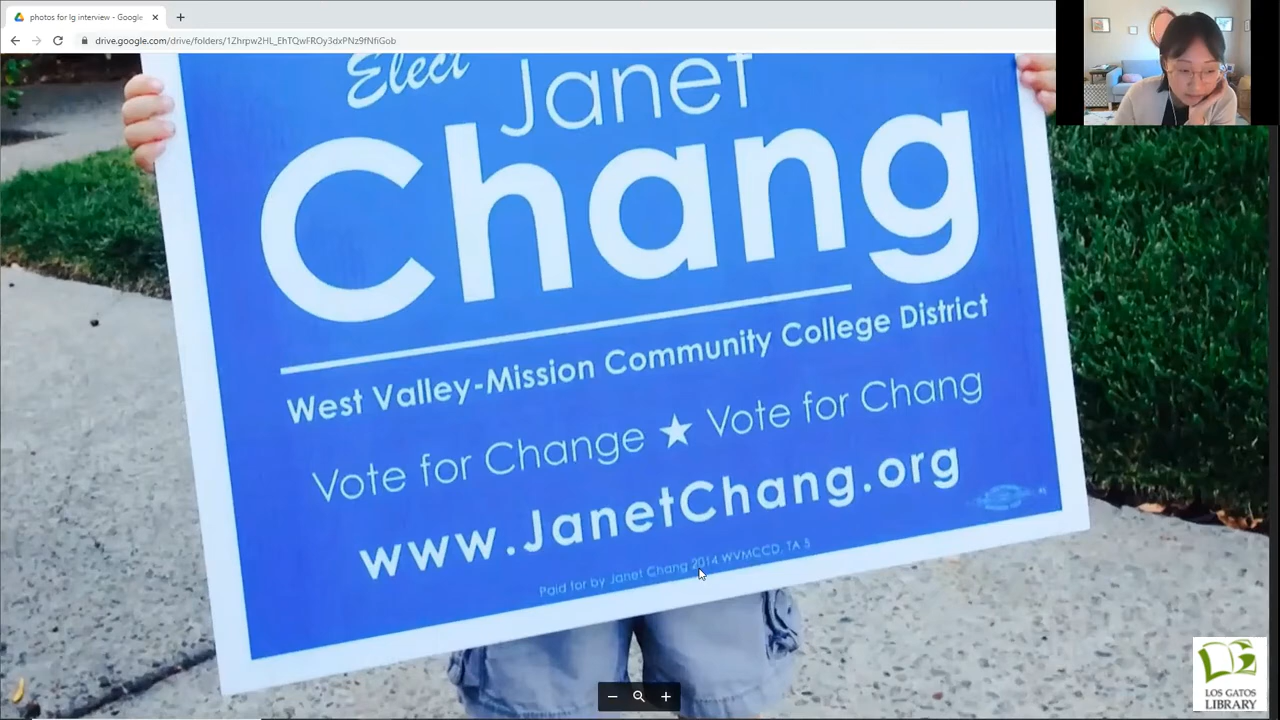 photos for lg interview - Google
drive.google.com/drive/folders/1Zhrpw2HL_EhTQwFROy3dxPNz9fNfiGob
Elect
Janet
Chang
West Valley-Mission Community College District
Vote for Change ★ Vote for Chang
www.JanetChang.org
Paid for by Janet Chang 2014 WVMCCD, TA 5
LG
LOS GATOS
LIBRARY